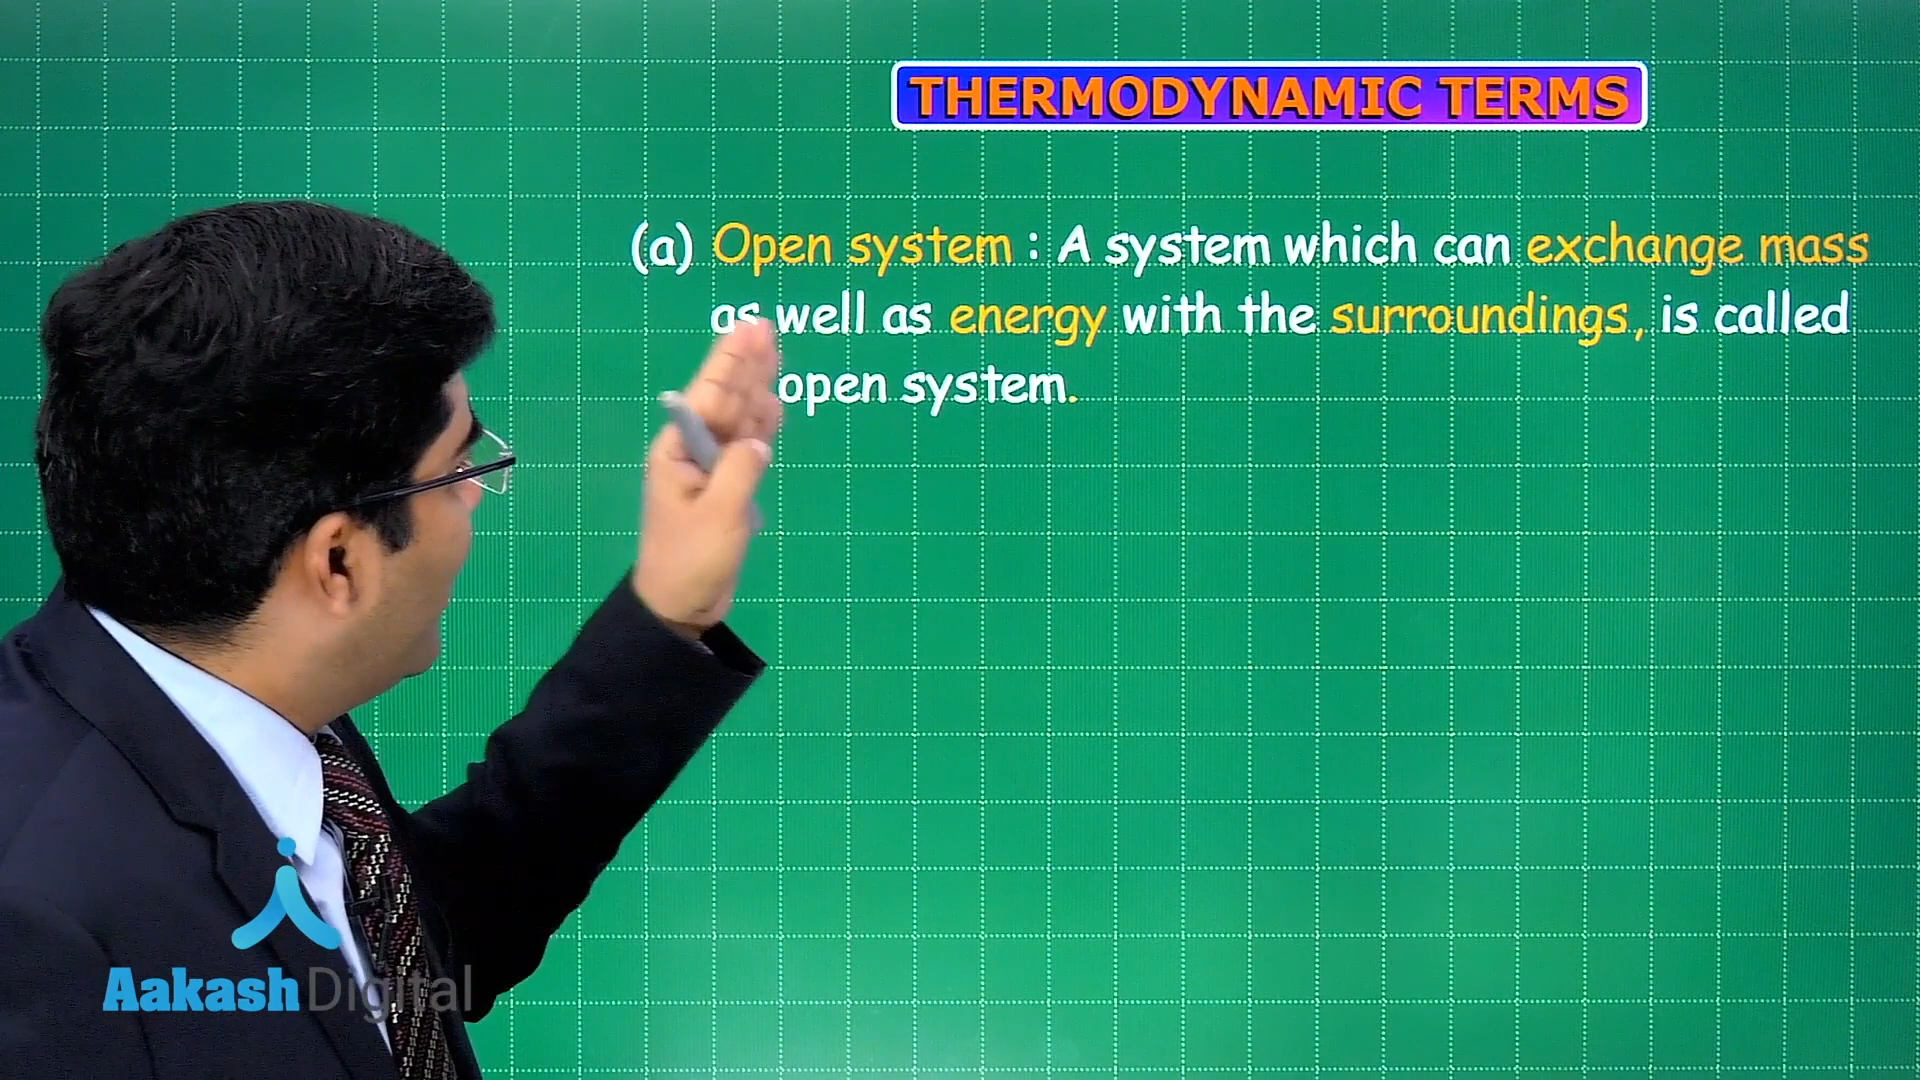 THERMODYNAMIC TERMS
(a) Open system : A system which can exchange mass
as well as energy with the surroundings, is called
open system.
Aakash Digital